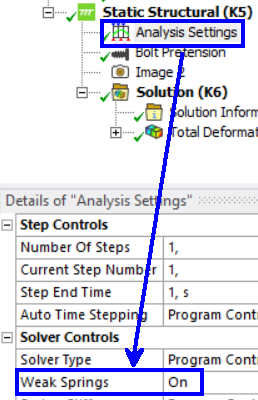 Static Structural (K5)
Analysis Settings
Bolt Pretension
Image 2
Solution (K6)
Solution Inform
Total Deformat
Details of "Analysis Settings"
Step Controls
Number Of Steps 1,
Current Step Number 1,
Step End Time 1, s
Auto Time Stepping Program Contr
Solver Controls
Solver Type Program Contr
Weak Springs On